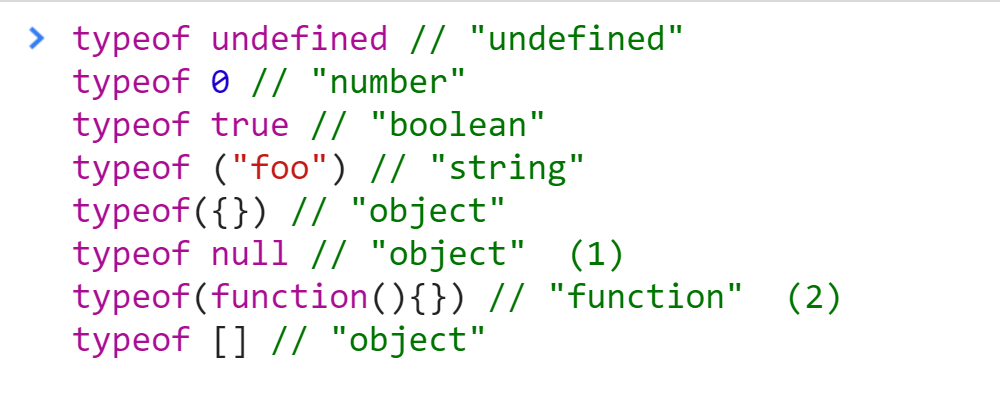 typeof undefined // "undefined"
typeof 0 // "number"
typeof true // "boolean"
typeof ("foo") // "string"
typeof({}) // "object"
typeof null // "object"  (1)
typeof(function(){}) // "function"  (2)
typeof [] // "object"